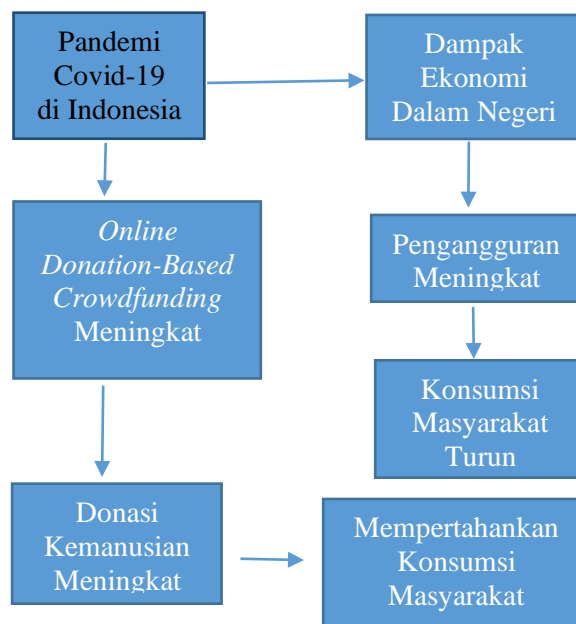 Pandemi
Covid-19
di Indonesia
Dampak
Ekonomi
Dalam Negeri
Online
Donation-Based
Crowdfunding
Meningkat
Pengangguran
Meningkat
Konsumsi
Masyarakat
Turun
Donasi
Kemanusian
Meningkat
Mempertahankan
Konsumsi
Masyarakat